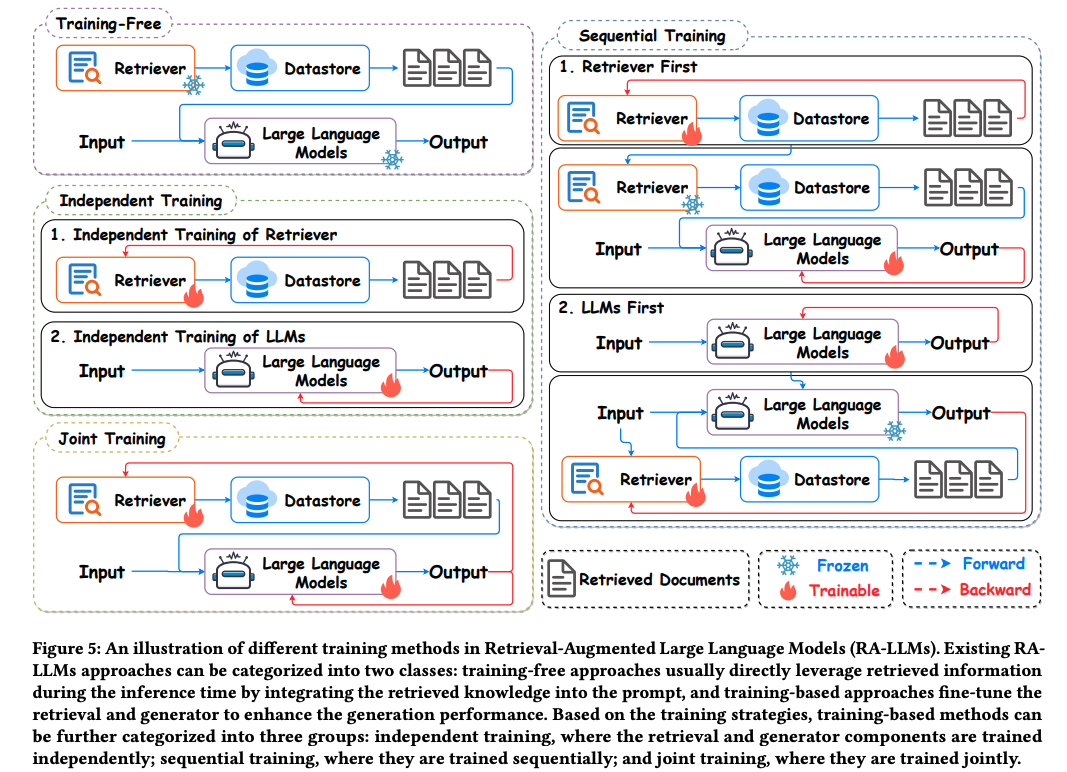 Training-Free
Retriever
Datastore
Input
Large Language
Models
Output
Independent Training
1. Independent Training of Retriever
Retriever
Datastore
2. Independent Training of LLMs
Input
Large Language
Models
Output
Joint Training
Retriever
Datastore
Input
Large Language
Models
Output
Sequential Training
1. Retriever First
Retriever
Datastore
Retriever
Datastore
Input
Large Language
Models
Output
2. LLMs First
Input
Large Language
Models
Output
Input
Large Language
Models
Output
Retriever
Datastore
Retrieved Documents
Frozen
Trainable
Forward
Backward
Figure 5: An illustration of different training methods in Retrieval-Augmented Large Language Models (RA-LLMs). Existing RA-
LLMs approaches can be categorized into two classes: training-free approaches usually directly leverage retrieved information
during the inference time by integrating the retrieved knowledge into the prompt, and training-based approaches fine-tune the
retrieval and generator to enhance the generation performance. Based on the training strategies, training-based methods can
be further categorized into three groups: independent training, where the retrieval and generator components are trained
independently; sequential training, where they are trained sequentially; and joint training, where they are trained jointly.